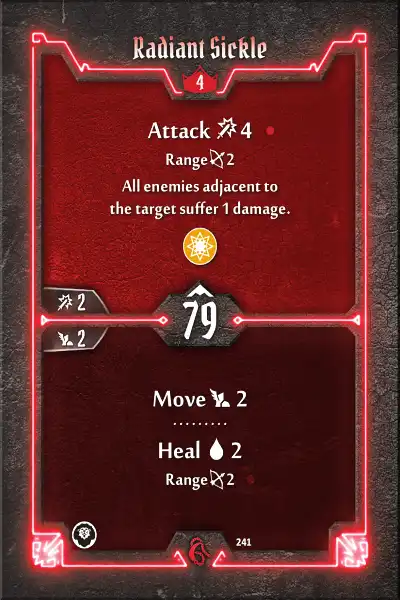 Radiant Sickle
4
Attack 4
Range 2
All enemies adjacent to
the target suffer 1 damage.
2
79
2
Move 2
Heal 2
Range 2
241